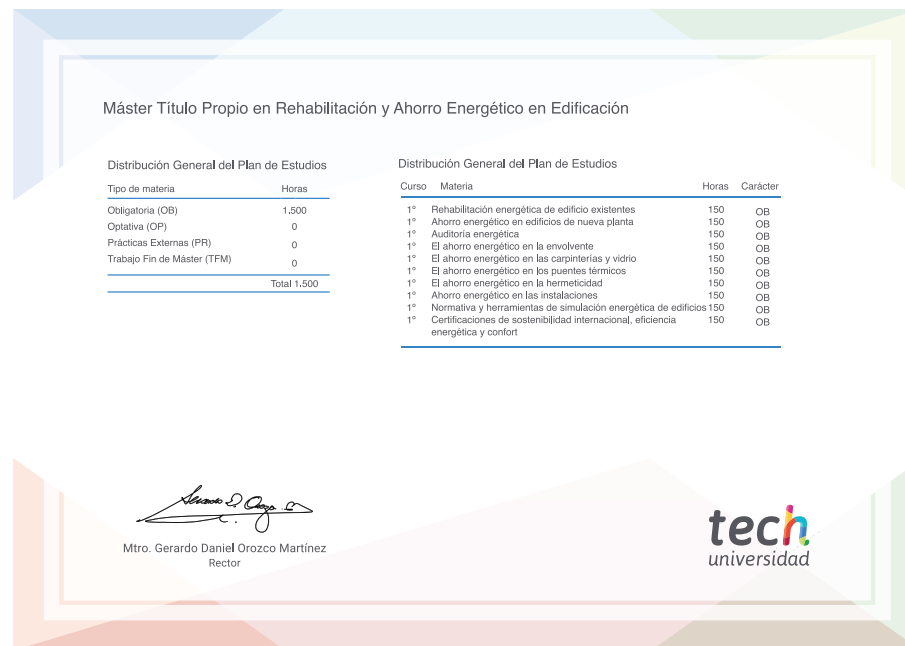 Máster Título Propio en Rehabilitación y Ahorro Energético en Edificación
Distribución General del Plan de Estudios
Tipo de materia Horas
Obligatoria (OB) 1.500
Optativa (OP) 0
Prácticas Externas (PR) 0
Trabajo Fin de Máster (TFM) 0
Total 1.500
Distribución General del Plan de Estudios
Curso Materia Horas Carácter
1º Rehabilitación energética de edificio existentes 150 OB
1º Ahorro energético en edificios de nueva planta 150 OB
1º Auditoría energética 150 OB
1º El ahorro energético en la envolvente 150 OB
1º El ahorro energético en las carpinterías y vidrio 150 OB
1º El ahorro energético en los puentes térmicos 150 OB
1º El ahorro energético en la hermeticidad 150 OB
1º Ahorro energético en las instalaciones 150 OB
1º Normativa y herramientas de simulación energética de edificios 150 OB
1º Certificaciones de sostenibilidad internacional, eficiencia 150 OB
energética y confort
Mtro. Gerardo Daniel Orozco Martínez
Rector
tech
universidad